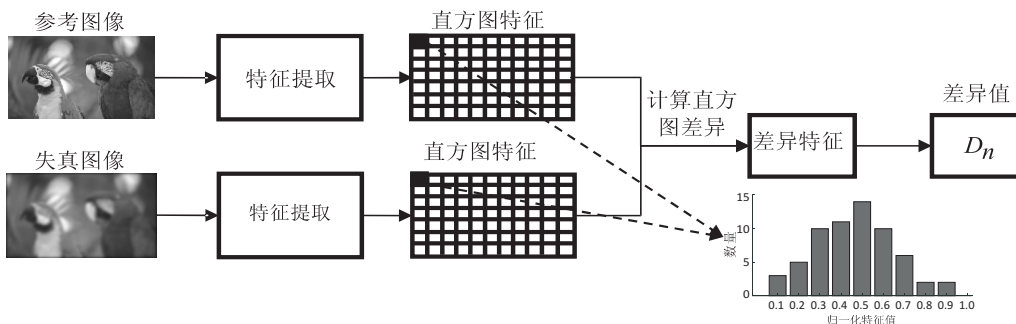 参考图像
特征提取
直方图特征
计算直方
图差异
差异特征
差异值
Dn
失真图像
特征提取
直方图特征
数量
15
10
5
0
0.1 0.2 0.3 0.4 0.5 0.6 0.7 0.8 0.9 1.0
归一化特征值